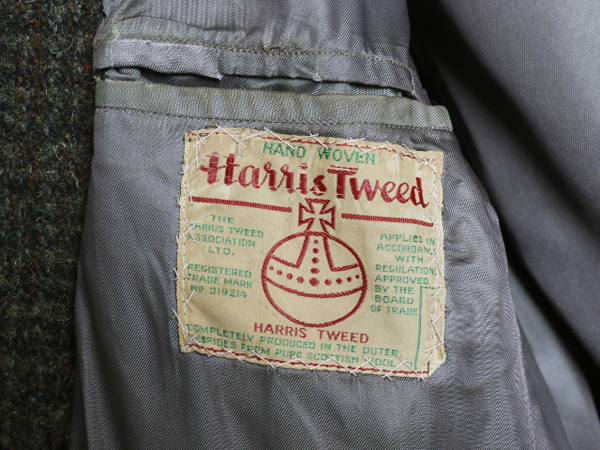 HAND WOVEN
Harris Tweed
THE
HARRIS TWEED
ASSOCIATION
LTD.
REGISTERED
TRADE MARK
No 319214
APPLIED IN
ACCORDANCE
WITH
REGULATIONS
APPROVED
BY THE
BOARD
OF TRADE
HARRIS TWEED
COMPLETELY PRODUCED IN THE OUTER
HEBRIDES FROM PURE SCOTTISH WOOL